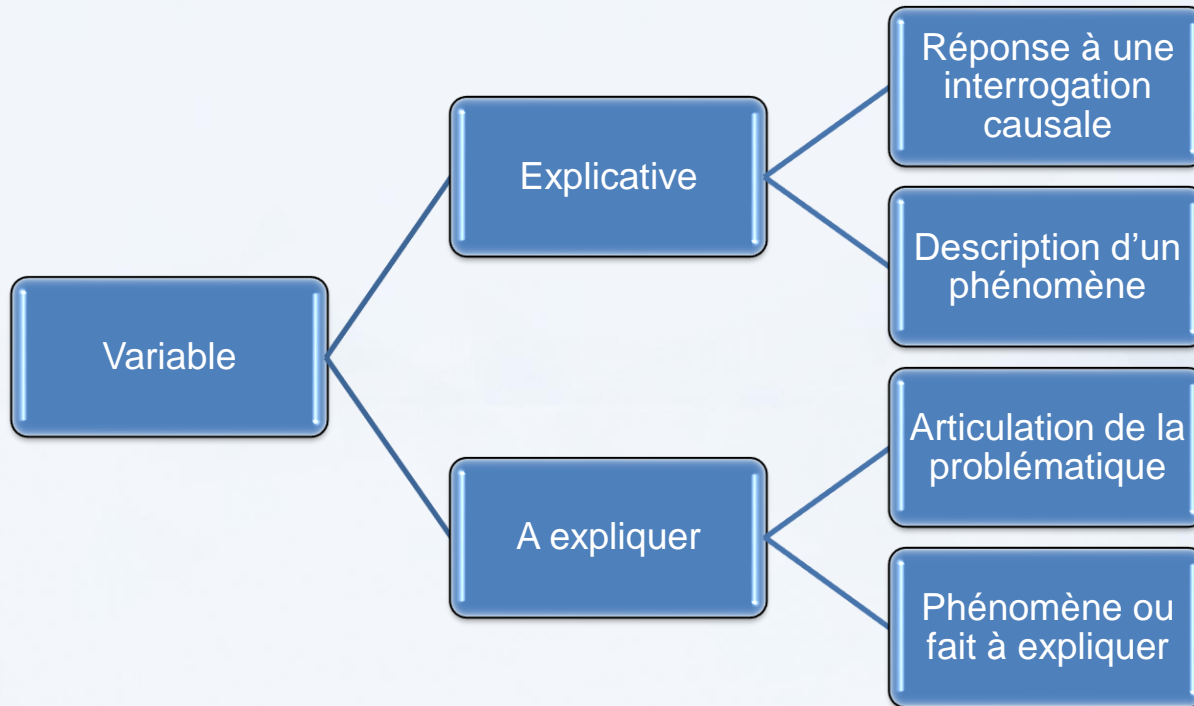 Variable
Explicative
Réponse à une
interrogation
causale
Description d’un
phénomène
A expliquer
Articulation de la
problématique
Phénomène ou
fait à expliquer